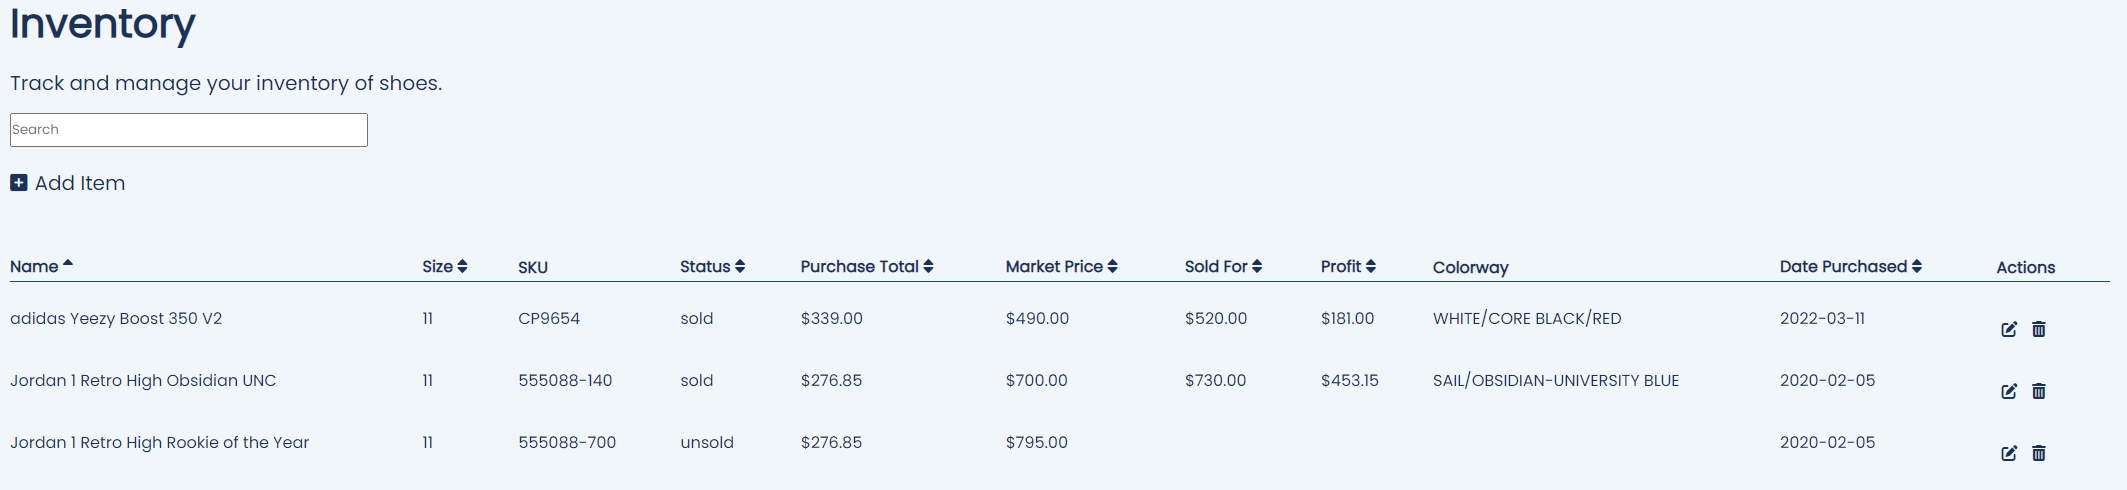 Inventory
Track and manage your inventory of shoes.
Search
Add Item
Name Size SKU Status Purchase Total Market Price Sold For Profit Colorway Date Purchased Actions
adidas Yeezy Boost 350 V2 11 CP9654 sold $339.00 $490.00 $520.00 $181.00 WHITE/CORE BLACK/RED 2022-03-11
Jordan 1 Retro High Obsidian UNC 11 555088-140 sold $276.85 $700.00 $730.00 $453.15 SAIL/OBSIDIAN-UNIVERSITY BLUE 2020-02-05
Jordan 1 Retro High Rookie of the Year 11 555088-700 unsold $276.85 $795.00 2020-02-05